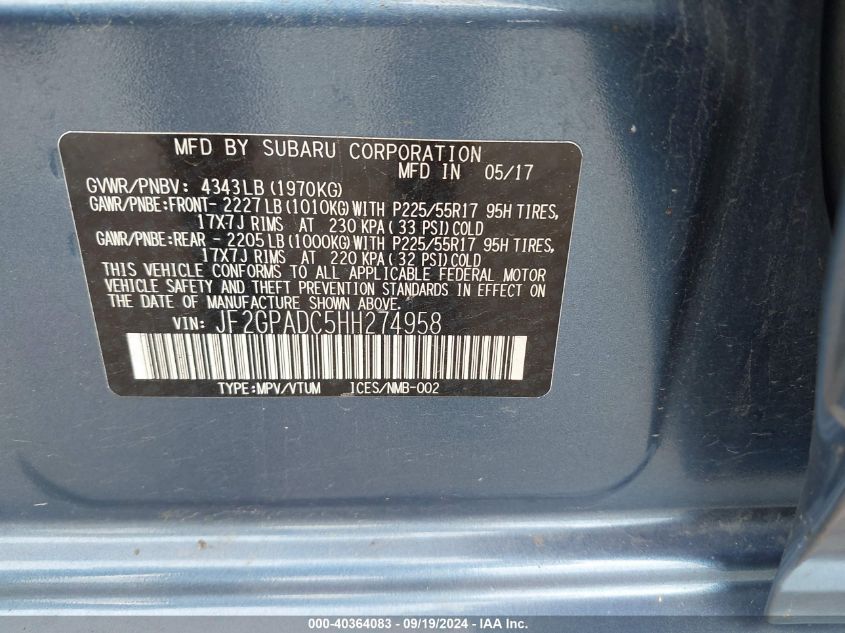 MFD BY SUBARU CORPORATION
MFD IN 05/17
GVWR/PNBV: 4343LB(1970KG)
GAWR/PNBE:FRONT- 2227LB(1010KG)WITH P225/55R17 95H TIRES,
17X7J RIMS AT 230 KPA(33 PSI)COLD
GAWR/PNBE:REAR - 2205LB(1000KG)WITH P225/55R17 95H TIRES,
17X7J RIMS AT 220 KPA(32 PSI)COLD
THIS VEHICLE CONFORMS TO ALL APPLICABLE FEDERAL MOTOR
VEHICLE SAFETY AND THEFT PREVENTION STANDARDS IN EFFECT ON
THE DATE OF MANUFACTURE SHOWN ABOVE.
VIN: JF2GPADC5HH274958
TYPE:MPV/VTUM ICES/NMB-002
000-40364083 - 09/19/2024 - IAA Inc.